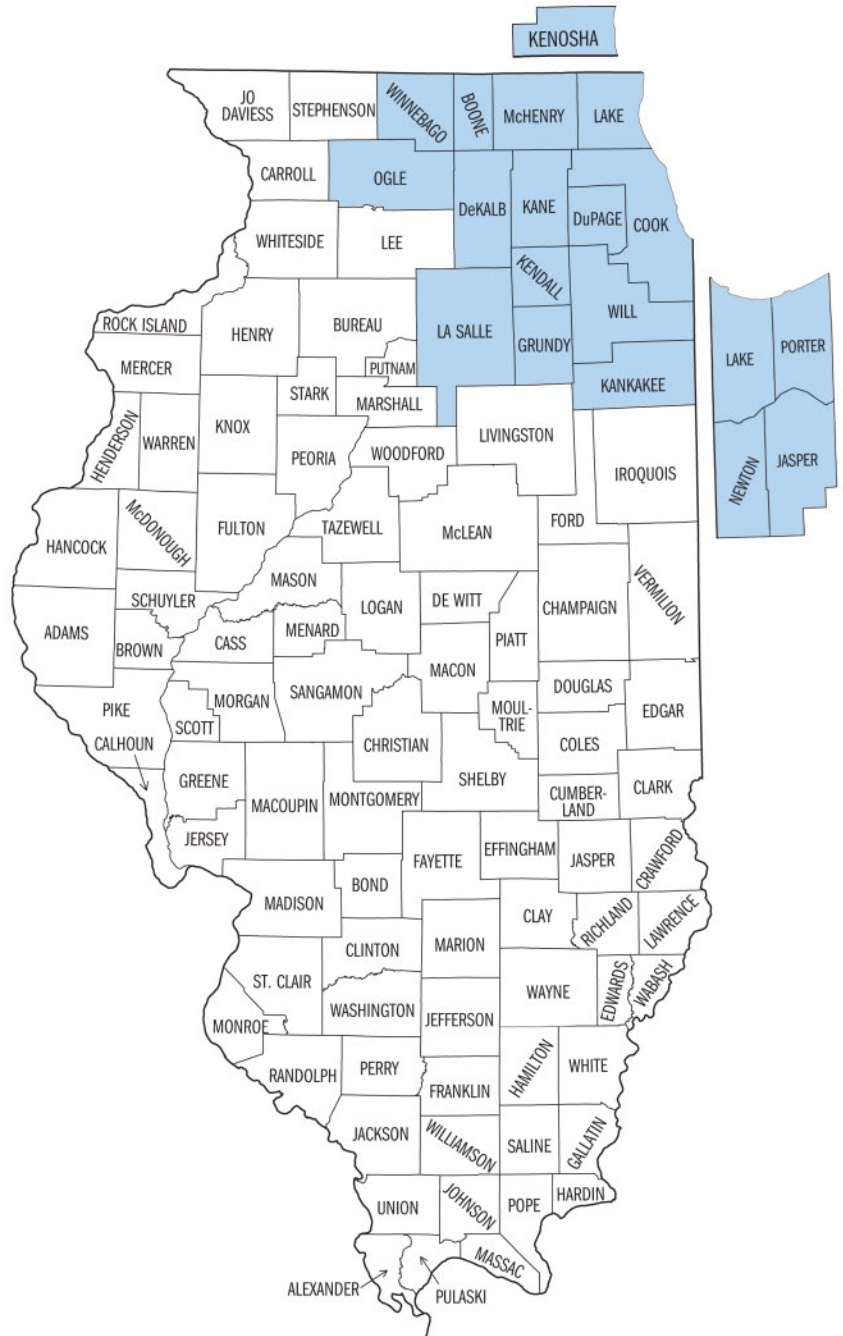 KENOSHA
JO
DAVIESS
STEPHENSON
WINNEBAGO
BOONE
McHENRY
LAKE
CARROLL
OGLE
DeKALB
KANE
DuPAGE
COOK
WHITESIDE
LEE
KENDALL
ROCK ISLAND
HENRY
BUREAU
LA SALLE
GRUNDY
WILL
LAKE
PORTER
MERCER
PUTNAM
KANKAKEE
STARK
MARSHALL
HENDERSON
WARREN
KNOX
PEORIA
WOODFORD
LIVINGSTON
IROQUOIS
NEWTON
JASPER
HANCOCK
McDONOUGH
FULTON
TAZEWELL
McLEAN
FORD
MASON
VERMILION
SCHUYLER
LOGAN
DE WITT
CHAMPAIGN
ADAMS
BROWN
CASS
MENARD
PIATT
MACON
PIKE
SCOTT
MORGAN
SANGAMON
MOUL-
TRIE
DOUGLAS
EDGAR
CALHOUN
CHRISTIAN
COLES
GREENE
MACOUPIN
MONTGOMERY
SHELBY
CUMBER-
LAND
CLARK
JERSEY
FAYETTE
EFFINGHAM
JASPER
CRAWFORD
MADISON
BOND
CLAY
RICHLAND
LAWRENCE
CLINTON
MARION
ST. CLAIR
WAYNE
EDWARDS
WABASH
WASHINGTON
MONROE
JEFFERSON
RANDOLPH
PERRY
HAMILTON
WHITE
FRANKLIN
JACKSON
WILLIAMSON
SALINE
GALLATIN
UNION
JOHNSON
POPE
HARDIN
MASSAC
ALEXANDER
PULASKI